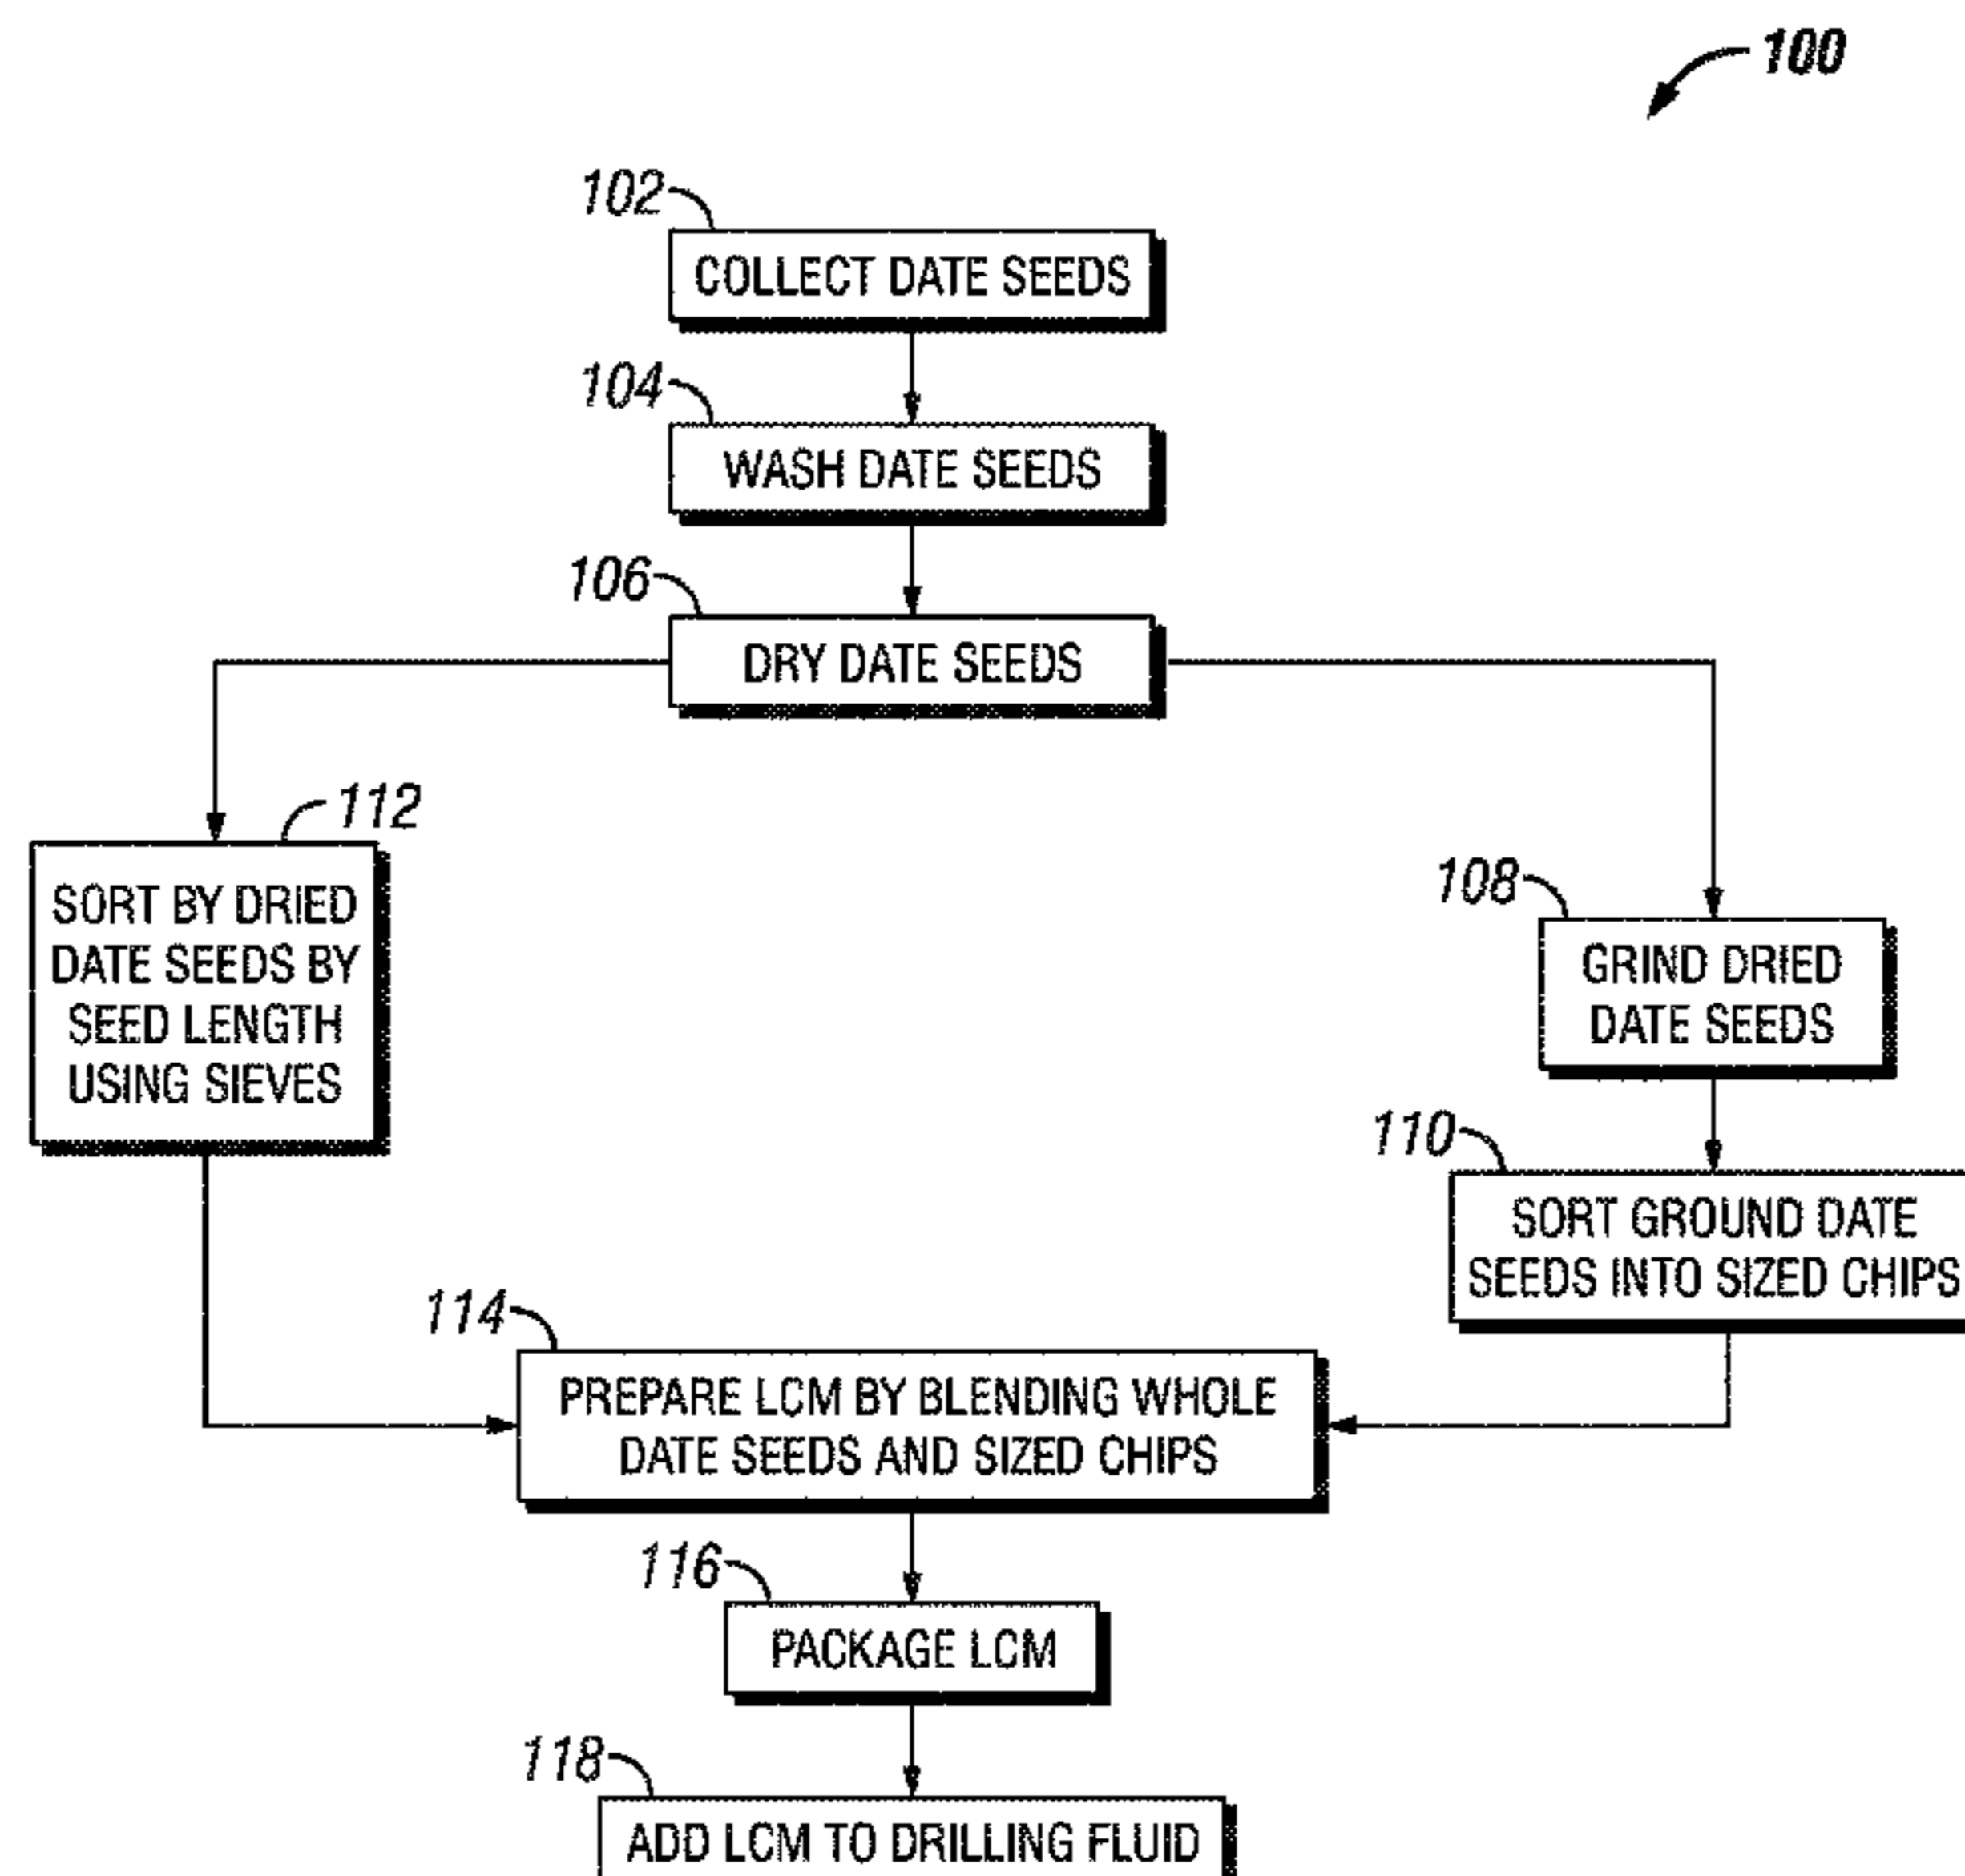 100
102
COLLECT DATE SEEDS
104
WASH DATE SEEDS
106
DRY DATE SEEDS
112
SORT BY DRIED
DATE SEEDS BY
SEED LENGTH
USING SIEVES
108
GRIND DRIED
DATE SEEDS
110
SORT GROUND DATE
SEEDS INTO SIZED CHIPS
114
PREPARE LCM BY BLENDING WHOLE
DATE SEEDS AND SIZED CHIPS
116
PACKAGE LCM
118
ADD LCM TO DRILLING FLUID